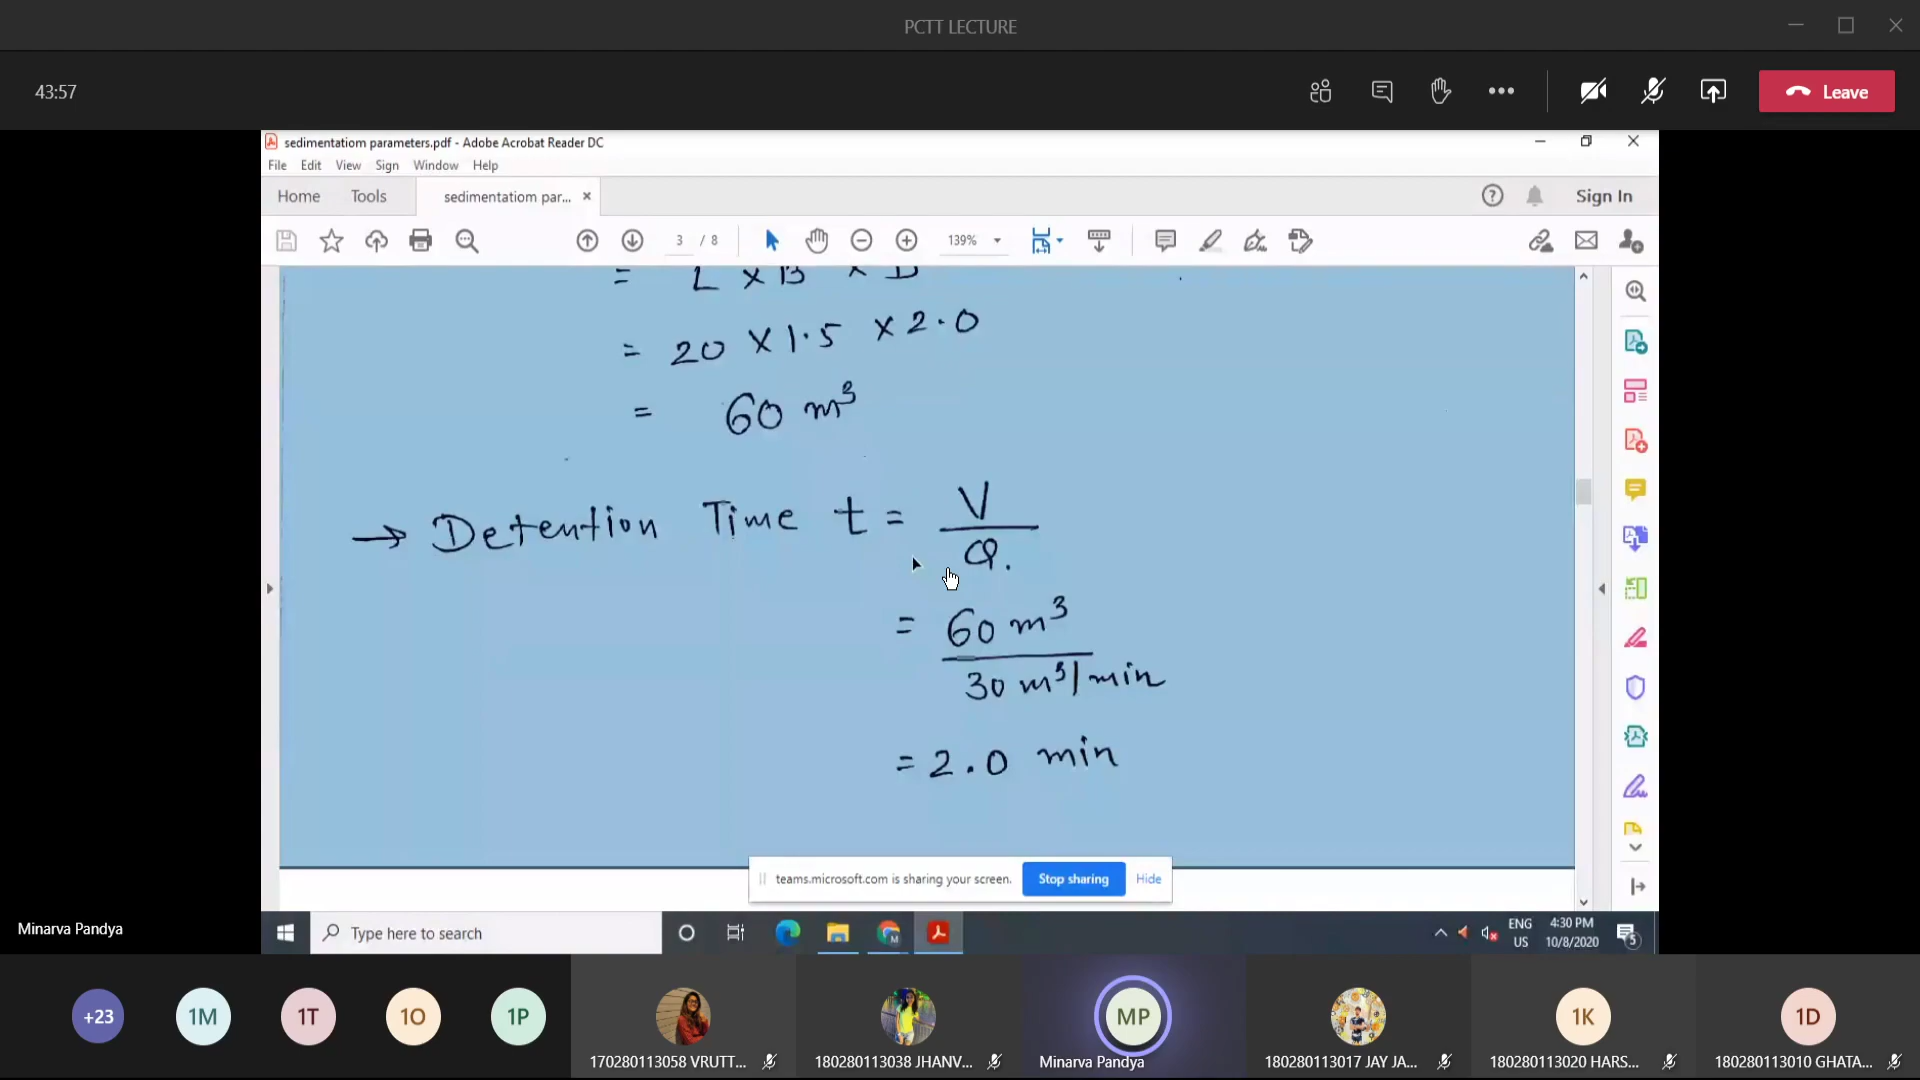 PCTT LECTURE
43:57
Leave
sedimentatiom parameters.pdf - Adobe Acrobat Reader DC
File Edit View Sign Window Help
Home Tools sedimentatiom par... × Sign In
3 / 8 139%
= L × B × D
= 20 × 1.5 × 2.0
= 60 m³
→ Detention Time t = V
Q.
= 60 m³
30 m³/min
= 2.0 min
teams.microsoft.com is sharing your screen. Stop sharing Hide
Minarva Pandya
Type here to search
ENG 4:30 PM
US 10/8/2020 5
+23 1M 1T 1O 1P MP 1K 1D
170280113058 VRUTT... 180280113038 JHANV... Minarva Pandya 180280113017 JAY JA... 180280113020 HARS... 180280113010 GHATA...